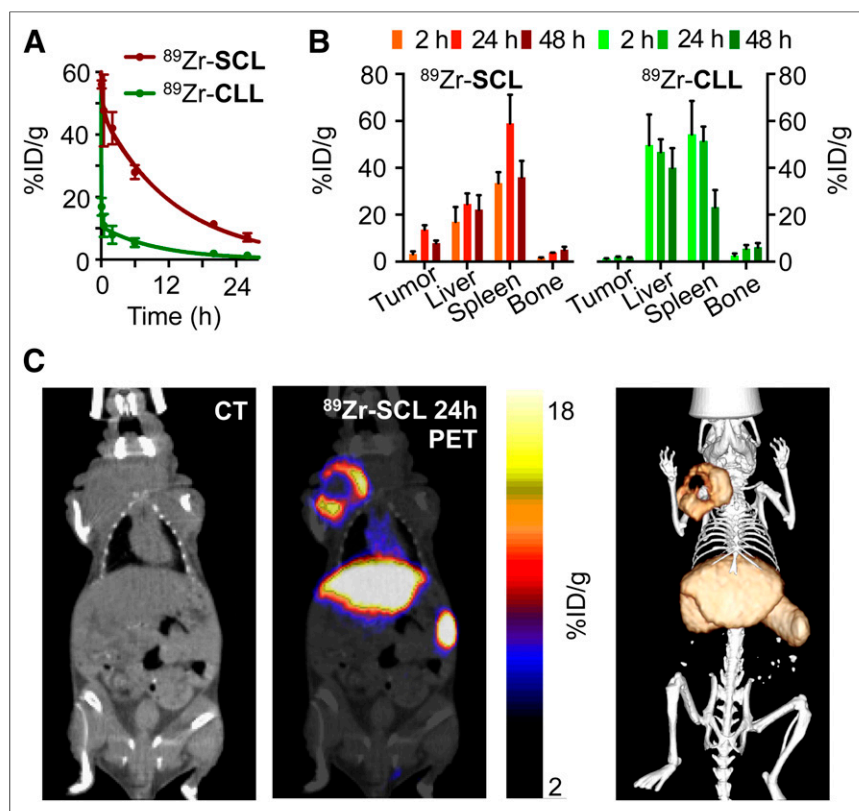 A
⁸⁹Zr-SCL
⁸⁹Zr-CLL
%ID/g
60
40
20
10
0
0 12 24
Time (h)
B
2 h 24 h 48 h
2 h 24 h 48 h
⁸⁹Zr-SCL
⁸⁹Zr-CLL
%ID/g
80
60
40
20
0
Tumor Liver Spleen Bone
Tumor Liver Spleen Bone
80
60
40
20
0
%ID/g
C
CT
⁸⁹Zr-SCL 24h
PET
18
%ID/g
2